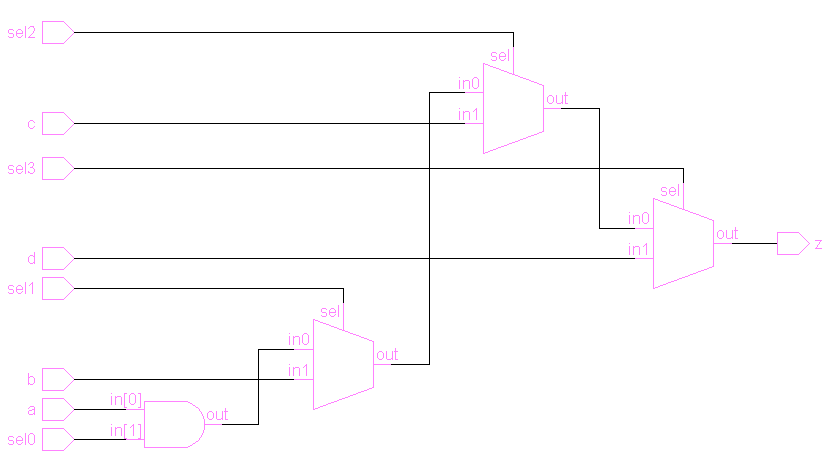 sel2
sel
in0
out
c
in1
sel3
sel
in0
out
z
d
in1
sel1
sel
in0
out
b
in1
a
in[0]
out
sel0
in[1]